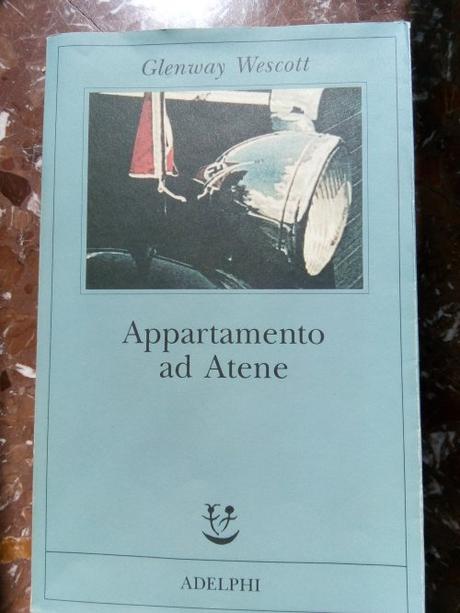 Glenway Wescott
Appartamento
ad Atene
ADELPHI